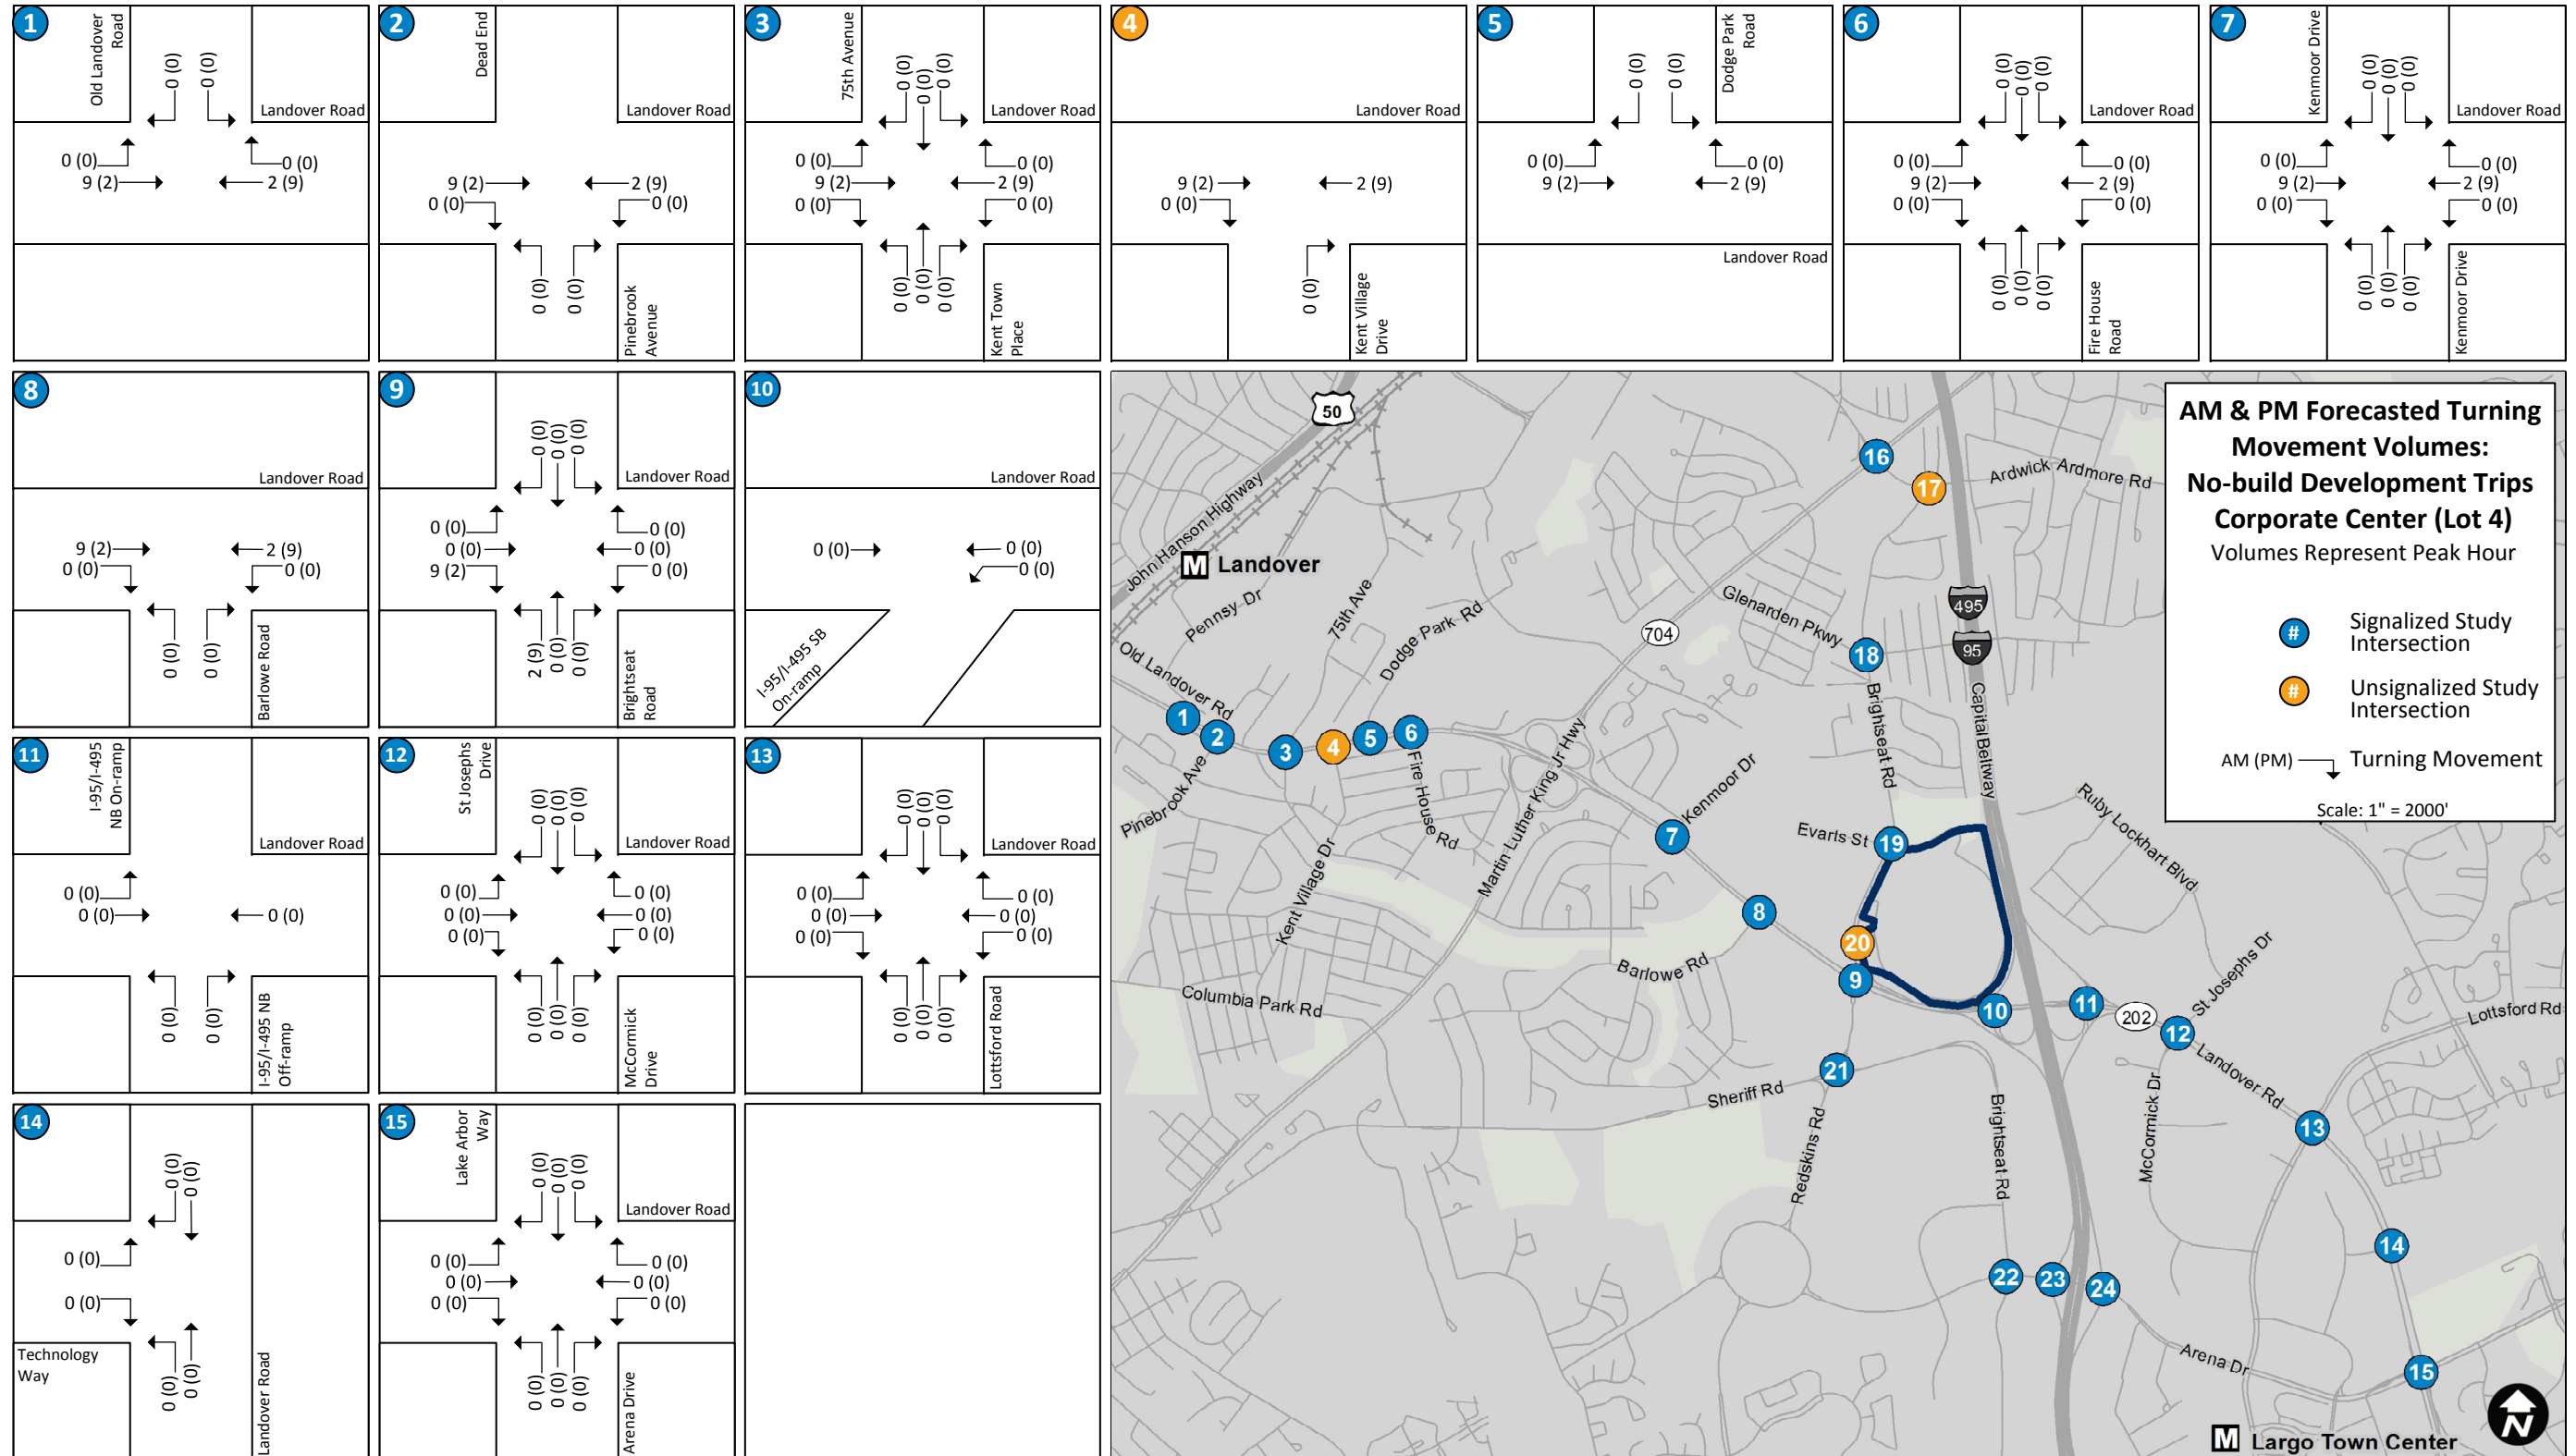 1
Old Landover
Road
0 (0)
0 (0)
Landover Road
0 (0)
9 (2)
0 (0)
2 (9)
2
Dead End
Landover Road
9 (2)
0 (0)
2 (9)
0 (0)
0 (0)
0 (0)
Pinebrook
Avenue
3
75th Avenue
0 (0)
0 (0)
0 (0)
Landover Road
0 (0)
9 (2)
0 (0)
0 (0)
2 (9)
0 (0)
0 (0)
0 (0)
0 (0)
Kent Town
Place
4
Landover Road
9 (2)
0 (0)
2 (9)
0 (0)
Kent Village
Drive
5
0 (0)
0 (0)
Dodge Park
Road
0 (0)
9 (2)
0 (0)
2 (9)
Landover Road
6
0 (0)
0 (0)
0 (0)
Landover Road
0 (0)
9 (2)
0 (0)
0 (0)
2 (9)
0 (0)
0 (0)
0 (0)
0 (0)
Fire House
Road
7
Kenmoor Drive
0 (0)
0 (0)
0 (0)
Landover Road
0 (0)
9 (2)
0 (0)
0 (0)
2 (9)
0 (0)
0 (0)
0 (0)
0 (0)
Kenmoor Drive
8
Landover Road
9 (2)
0 (0)
2 (9)
0 (0)
0 (0)
0 (0)
Barlowe Road
9
0 (0)
0 (0)
0 (0)
Landover Road
0 (0)
0 (0)
9 (2)
0 (0)
0 (0)
0 (0)
2 (9)
0 (0)
0 (0)
Brightseat
Road
10
Landover Road
0 (0)
0 (0)
0 (0)
I-95/I-495 SB
On-ramp
11
I-95/I-495
NB On-ramp
Landover Road
0 (0)
0 (0)
0 (0)
0 (0)
0 (0)
I-95/I-495 NB
Off-ramp
12
St Josephs
Drive
0 (0)
0 (0)
0 (0)
Landover Road
0 (0)
0 (0)
0 (0)
0 (0)
0 (0)
0 (0)
0 (0)
0 (0)
0 (0)
McCormick
Drive
13
0 (0)
0 (0)
0 (0)
Landover Road
0 (0)
0 (0)
0 (0)
0 (0)
0 (0)
0 (0)
0 (0)
0 (0)
0 (0)
Lottsford Road
14
0 (0)
0 (0)
0 (0)
0 (0)
Technology
Way
0 (0)
0 (0)
Landover Road
15
Lake Arbor
Way
0 (0)
0 (0)
0 (0)
Landover Road
0 (0)
0 (0)
0 (0)
0 (0)
0 (0)
0 (0)
0 (0)
0 (0)
0 (0)
Arena Drive
AM & PM Forecasted Turning
Movement Volumes:
No-build Development Trips
Corporate Center (Lot 4)
Volumes Represent Peak Hour
# Signalized Study
Intersection
# Unsignalized Study
Intersection
AM (PM) Turning Movement
Scale: 1" = 2000'
50
John Hanson Highway
M Landover
Pennsy Dr
75th Ave
Dodge Park Rd
Old Landover Rd
704
16
17
Ardwick Ardmore Rd
495
95
Glenarden Pkwy
18
Brightseat Rd
Capital Beltway
1
2
3
4
5
6
Pinebrook Ave
Fire House Rd
Martin Luther King Jr Hwy
Kent Village Dr
7
Kenmoor Dr
Evarts St
19
Ruby Lockhart Blvd
8
20
9
Barlowe Rd
Columbia Park Rd
10
11
202
12
St Josephs Dr
Lottsford Rd
Landover Rd
21
Sheriff Rd
Redskins Rd
Brightseat Rd
McCormick Dr
13
14
22
23
24
Arena Dr
15
N
M Largo Town Center